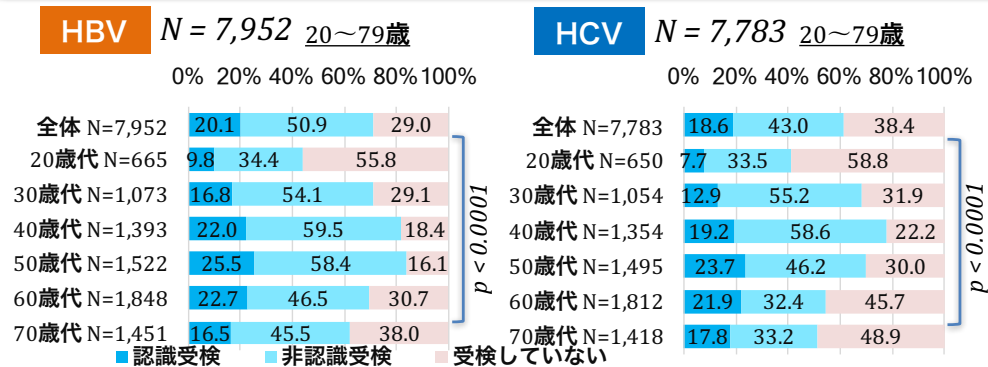 HBV N = 7,952 20～79歳
0% 20% 40% 60% 80% 100%
全体 N=7,952 20.1 50.9 29.0
20歳代 N=665 9.8 34.4 55.8
30歳代 N=1,073 16.8 54.1 29.1
40歳代 N=1,393 22.0 59.5 18.4
50歳代 N=1,522 25.5 58.4 16.1
60歳代 N=1,848 22.7 46.5 30.7
70歳代 N=1,451 16.5 45.5 38.0
p < 0.0001
HCV N = 7,783 20～79歳
0% 20% 40% 60% 80% 100%
全体 N=7,783 18.6 43.0 38.4
20歳代 N=650 7.7 33.5 58.8
30歳代 N=1,054 12.9 55.2 31.9
40歳代 N=1,354 19.2 58.6 22.2
50歳代 N=1,495 23.7 46.2 30.0
60歳代 N=1,812 21.9 32.4 45.7
70歳代 N=1,418 17.8 33.2 48.9
p < 0.0001
認識受検 非認識受検 受検していない